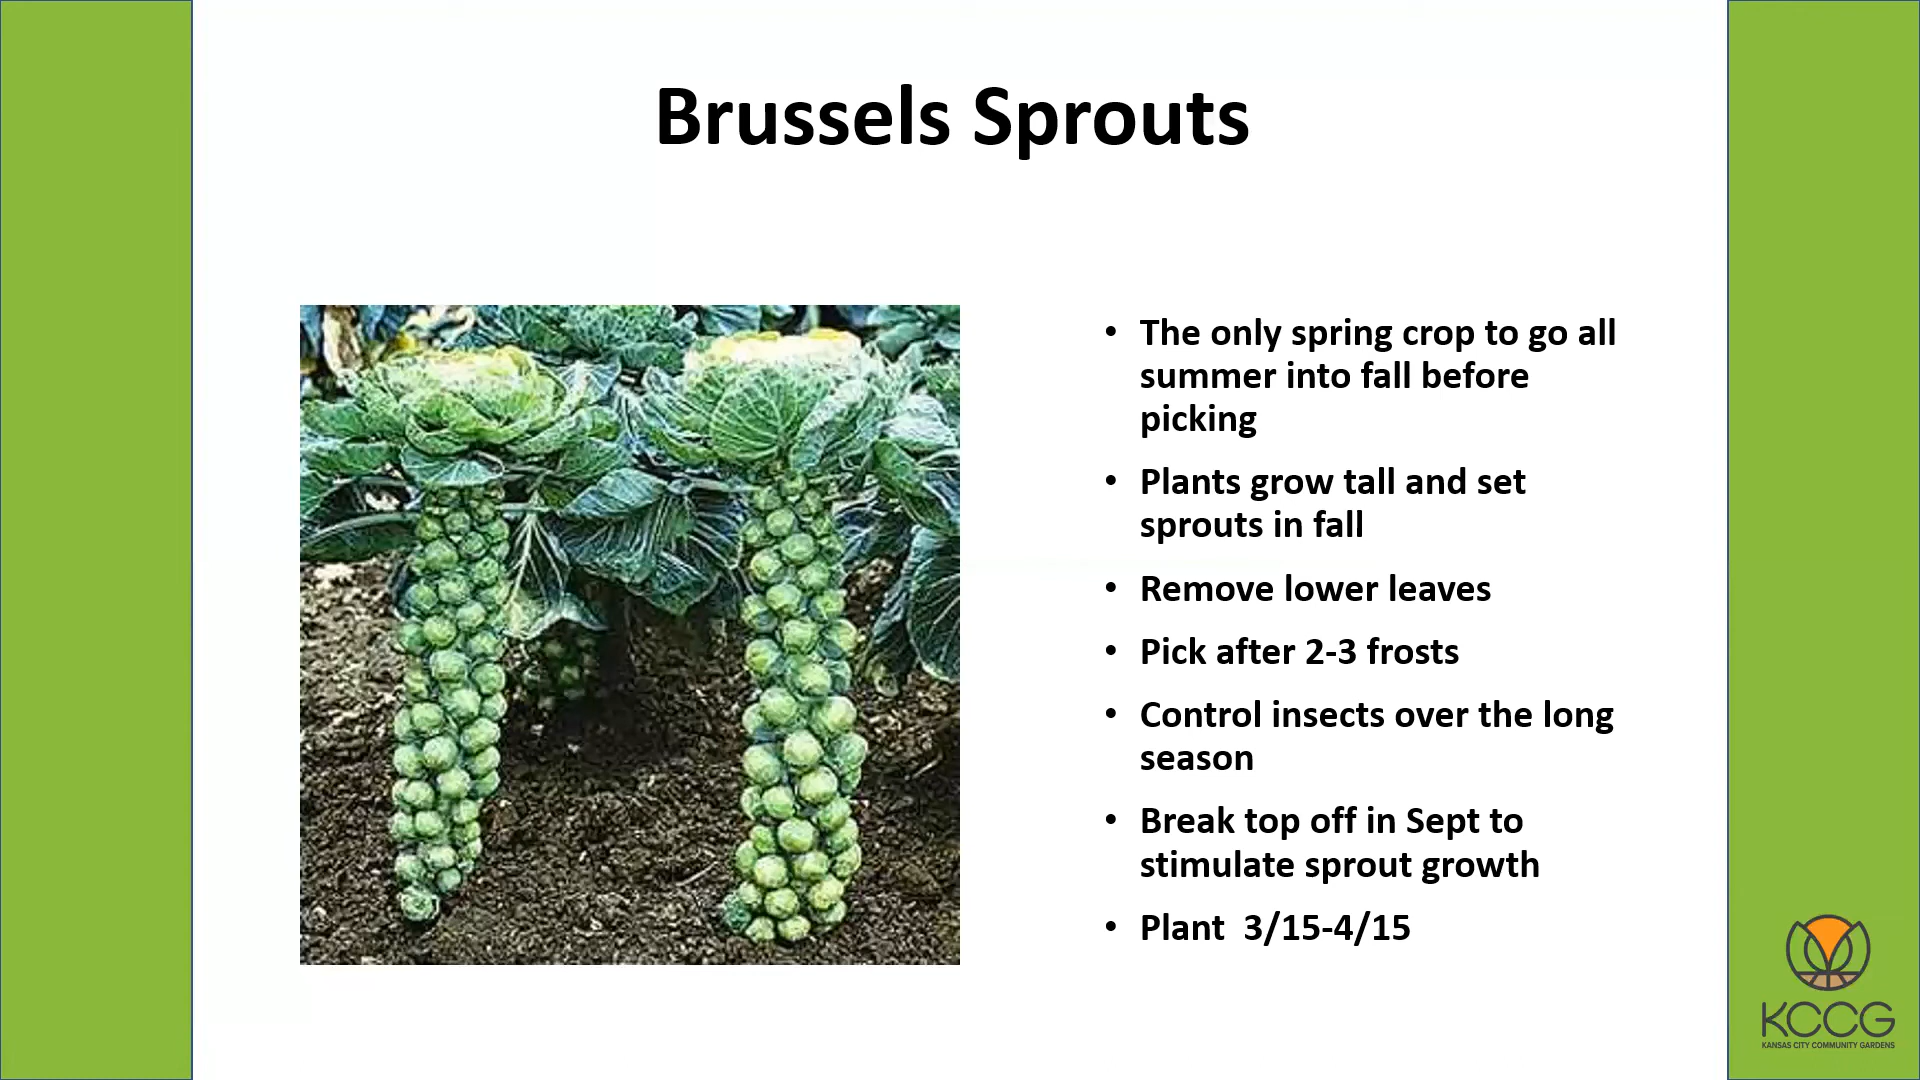 Brussels Sprouts
• The only spring crop to go all
summer into fall before
picking
• Plants grow tall and set
sprouts in fall
• Remove lower leaves
• Pick after 2-3 frosts
• Control insects over the long
season
• Break top off in Sept to
stimulate sprout growth
• Plant  3/15-4/15
KCCG
KANSAS CITY COMMUNITY GARDENS